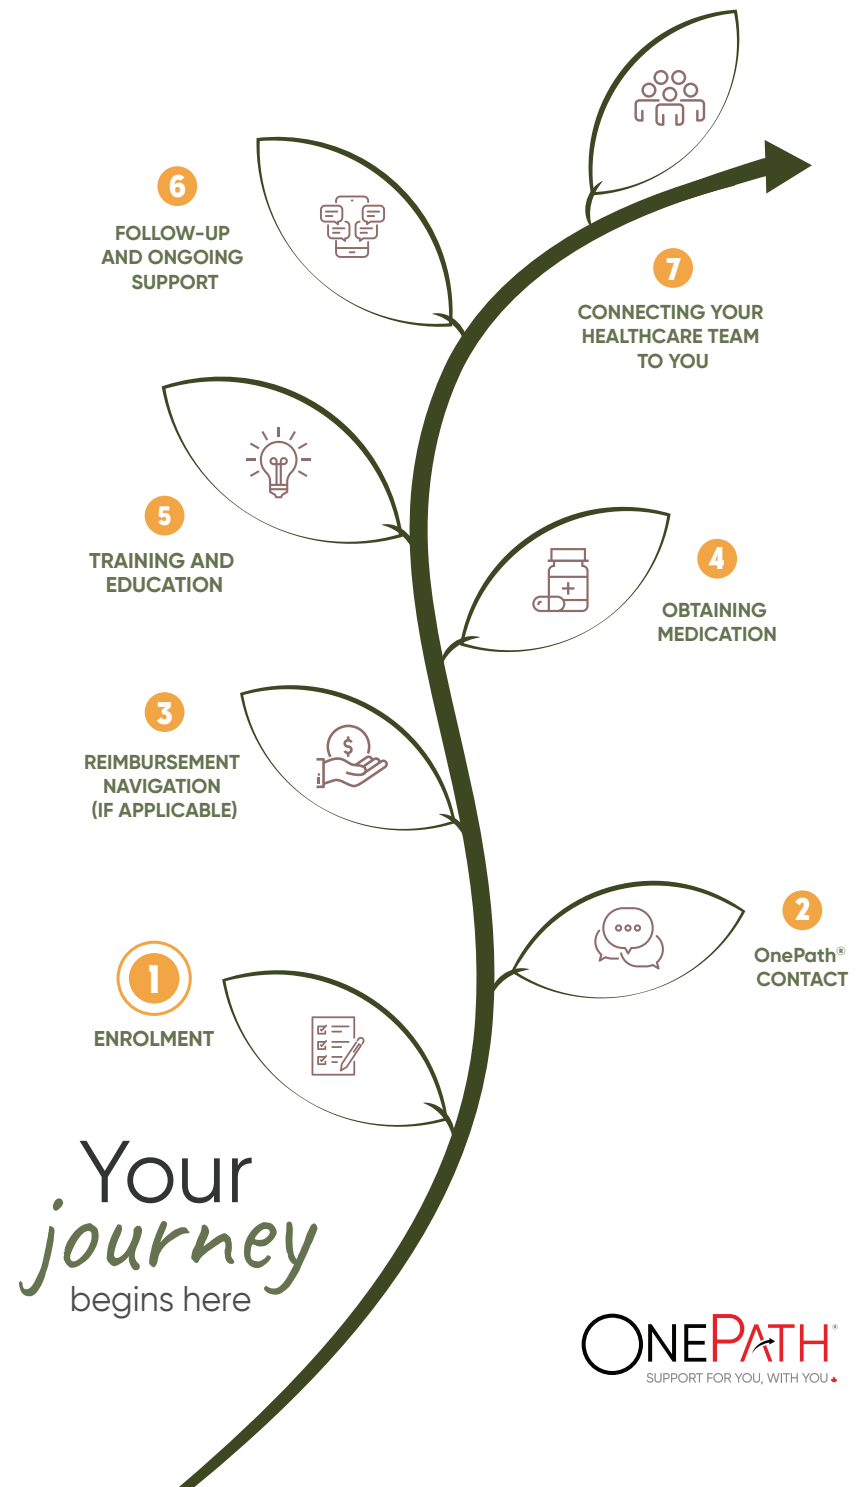 Your
journey
begins here
1
ENROLMENT
2
OnePath®
CONTACT
3
REIMBURSEMENT
NAVIGATION
(IF APPLICABLE)
4
OBTAINING
MEDICATION
5
TRAINING AND
EDUCATION
6
FOLLOW-UP
AND ONGOING
SUPPORT
7
CONNECTING YOUR
HEALTHCARE TEAM
TO YOU
$
ONEPATH®
SUPPORT FOR YOU, WITH YOU